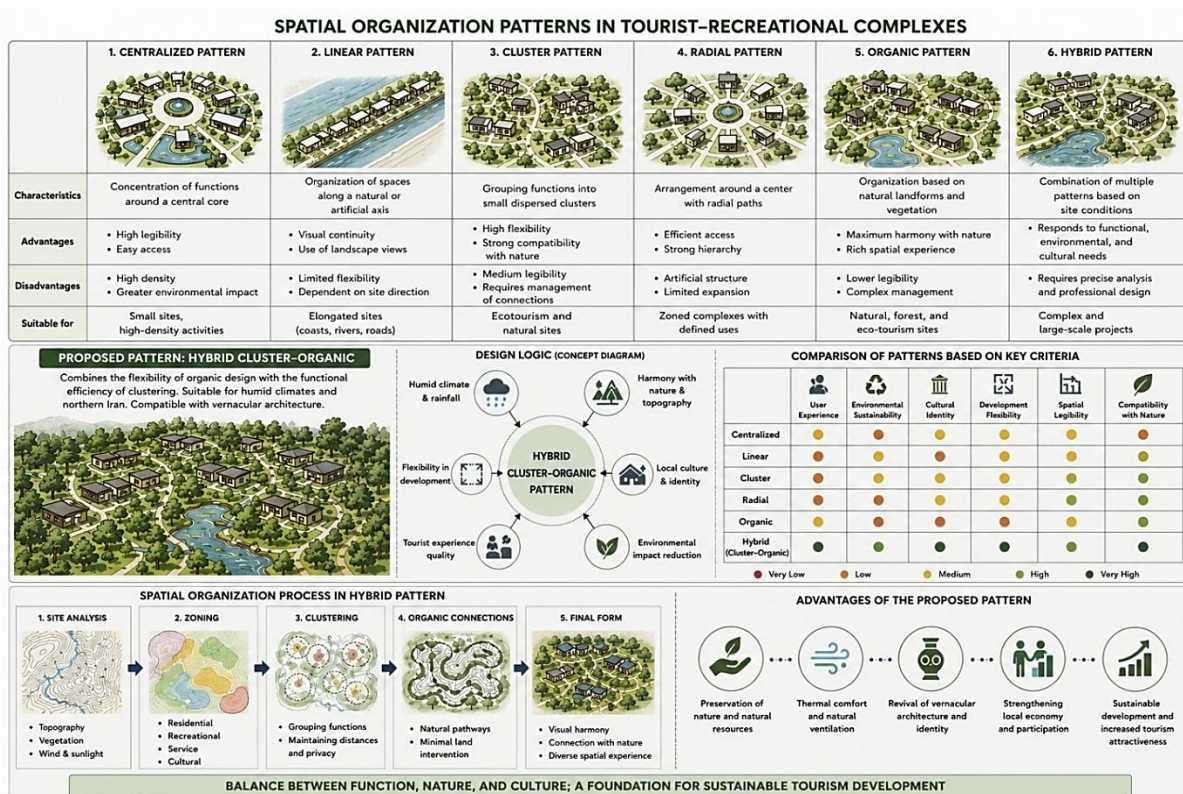 SPATIAL ORGANIZATION PATTERNS IN TOURIST–RECREATIONAL COMPLEXES
1. CENTRALIZED PATTERN
2. LINEAR PATTERN
3. CLUSTER PATTERN
4. RADIAL PATTERN
5. ORGANIC PATTERN
6. HYBRID PATTERN
Characteristics
Concentration of functions
around a central core
Organization of spaces
along a natural or
artificial axis
Grouping functions into
small dispersed clusters
Arrangement around a center
with radial paths
Organization based on
natural landforms and
vegetation
Combination of multiple
patterns based on
site conditions
Advantages
• High legibility
• Easy access
• Visual continuity
• Use of landscape views
• High flexibility
• Strong compatibility
with nature
• Efficient access
• Strong hierarchy
• Maximum harmony with nature
• Rich spatial experience
• Responds to functional,
environmental, and
cultural needs
Disadvantages
• High density
• Greater environmental impact
• Limited flexibility
• Dependent on site direction
• Medium legibility
• Requires management
of connections
• Artificial structure
• Limited expansion
• Lower legibility
• Complex management
• Requires precise analysis
and professional design
Suitable for
Small sites,
high-density activities
Elongated sites
(coasts, rivers, roads)
Ecotourism and
natural sites
Zoned complexes with
defined uses
Natural, forest, and
eco-tourism sites
Complex and
large-scale projects
PROPOSED PATTERN: HYBRID CLUSTER–ORGANIC
Combines the flexibility of organic design with the functional
efficiency of clustering. Suitable for humid climates and
northern Iran. Compatible with vernacular architecture.
DESIGN LOGIC (CONCEPT DIAGRAM)
Humid climate
& rainfall
Harmony with
nature &
topography
Flexibility in
development
HYBRID
CLUSTER–ORGANIC
PATTERN
Local culture
& identity
Tourist experience
quality
Environmental
impact reduction
COMPARISON OF PATTERNS BASED ON KEY CRITERIA
User
Experience
Environmental
Sustainability
Cultural
Identity
Development
Flexibility
Spatial
Legibility
Compatibility
with Nature
Centralized
Linear
Cluster
Radial
Organic
Hybrid
(Cluster–Organic)
Very Low
Low
Medium
High
Very High
SPATIAL ORGANIZATION PROCESS IN HYBRID PATTERN
1. SITE ANALYSIS
• Topography
• Vegetation
• Wind & sunlight
2. ZONING
• Residential
• Recreational
• Service
• Cultural
3. CLUSTERING
• Grouping functions
• Maintaining distances
and privacy
4. ORGANIC CONNECTIONS
• Natural pathways
• Minimal land
intervention
5. FINAL FORM
• Visual harmony
• Connection with nature
• Diverse spatial experience
ADVANTAGES OF THE PROPOSED PATTERN
Preservation of
nature and natural
resources
Thermal comfort
and natural
ventilation
Revival of vernacular
architecture and
identity
Strengthening
local economy
and participation
Sustainable
development and
increased tourism
attractiveness
BALANCE BETWEEN FUNCTION, NATURE, AND CULTURE; A FOUNDATION FOR SUSTAINABLE TOURISM DEVELOPMENT